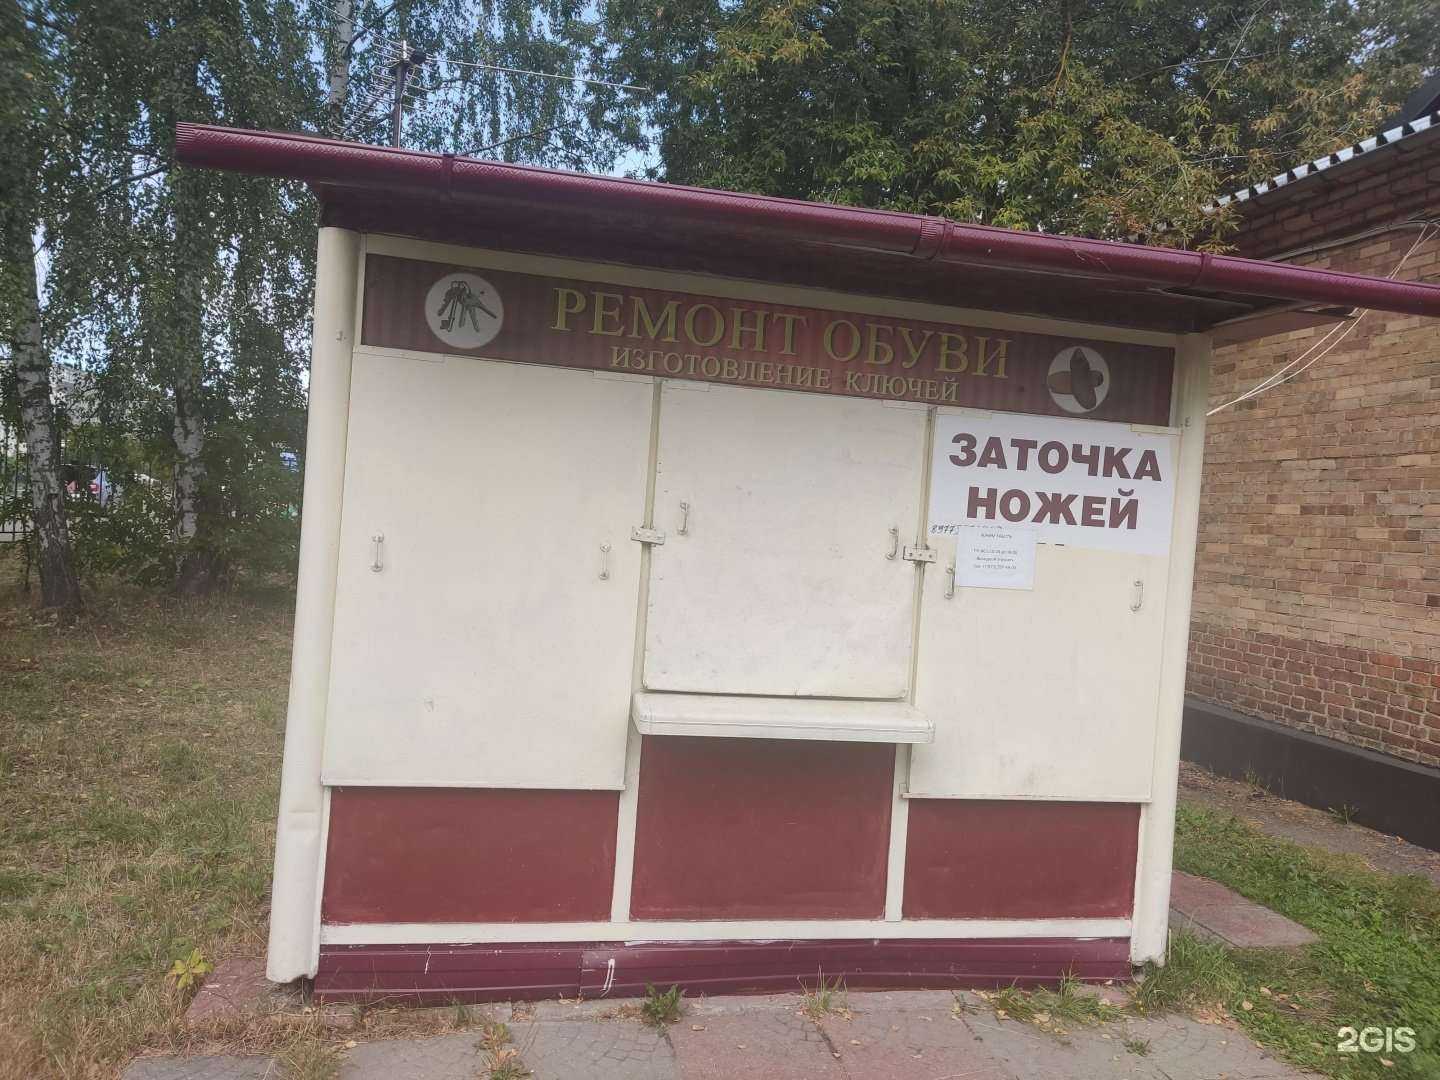 РЕМОНТ ОБУВИ
ИЗГОТОВЛЕНИЕ КЛЮЧЕЙ
ЗАТОЧКА
НОЖЕЙ
2GIS